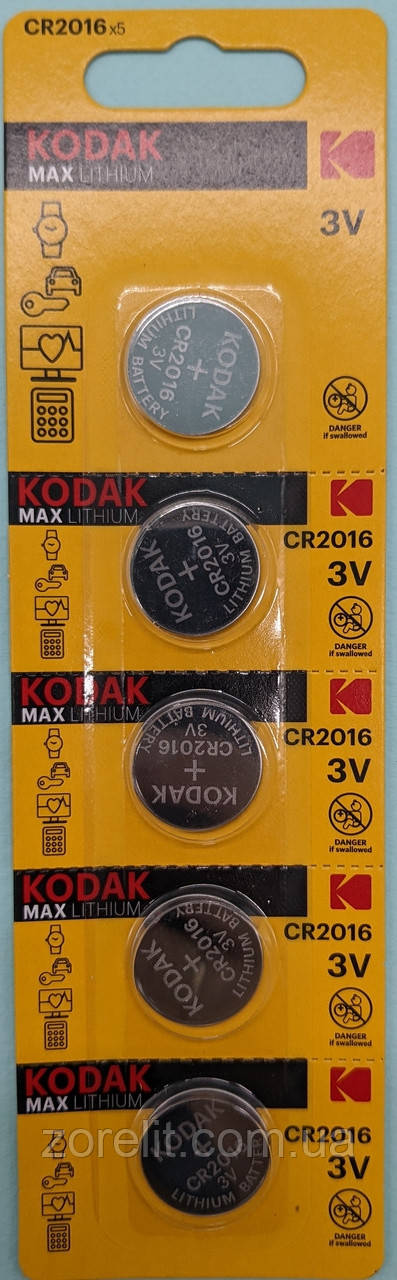 CR2016 x5
KODAK
MAX LITHIUM
3V
KODAK
CR2016
3V
LITHIUM BATTERY
DANGER
if swallowed
KODAK
MAX LITHIUM
CR2016
3V
KODAK
CR2016
3V
LITHIUM BATTERY
DANGER
if swallowed
KODAK
MAX LITHIUM
CR2016
3V
LITHIUM BATTERY
3V
CR2016
KODAK
DANGER
if swallowed
KODAK
MAX LITHIUM
CR2016
3V
KODAK
CR2016
3V
LITHIUM BATTERY
DANGER
if swallowed
KODAK
MAX LITHIUM
CR2016
3V
KODAK
3V
LITHIUM BATTERY
DANGER
if swallowed
zorelit.com.ua